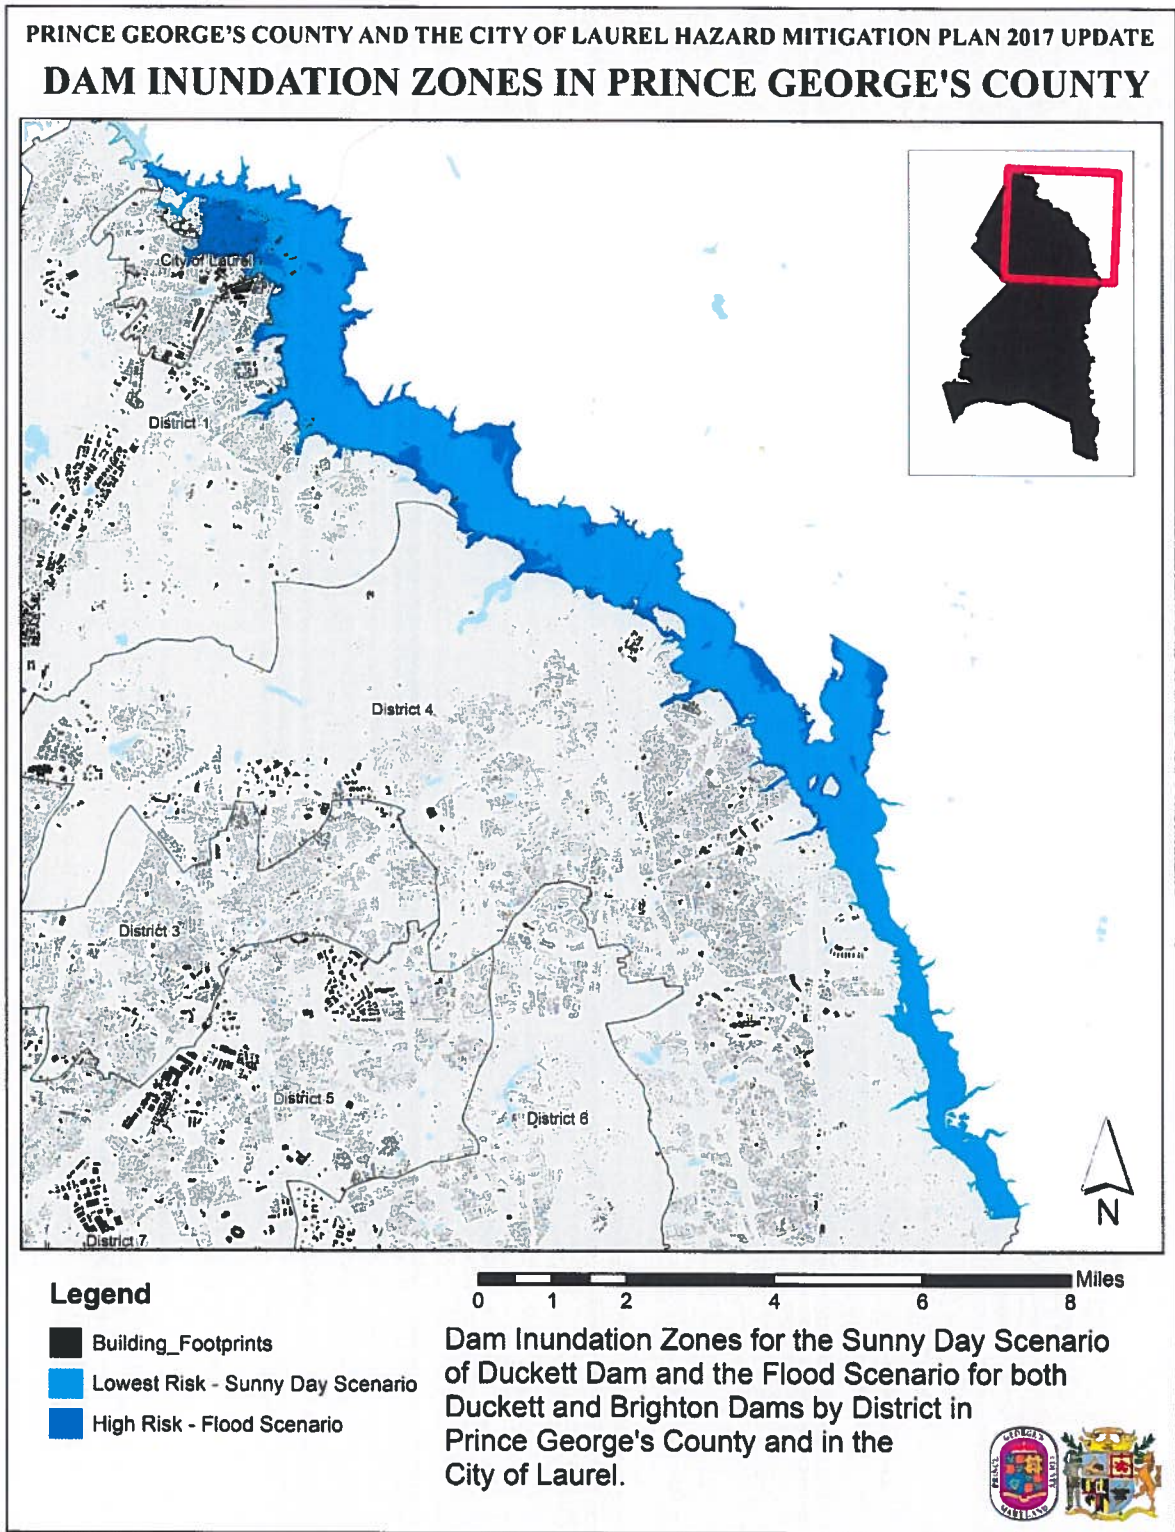 PRINCE GEORGE'S COUNTY AND THE CITY OF LAUREL HAZARD MITIGATION PLAN 2017 UPDATE
DAM INUNDATION ZONES IN PRINCE GEORGE'S COUNTY
City of Laurel
District 1
District 4
District 3
District 5
District 6
District 7
N
Legend
Building_Footprints
Lowest Risk - Sunny Day Scenario
High Risk - Flood Scenario
Miles
0 1 2 4 6 8
Dam Inundation Zones for the Sunny Day Scenario
of Duckett Dam and the Flood Scenario for both
Duckett and Brighton Dams by District in
Prince George's County and in the
City of Laurel.
PRINCE GEORGE'S COUNTY
MARYLAND